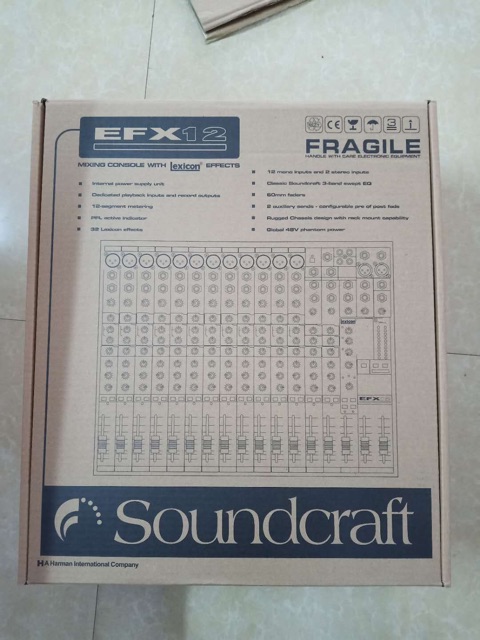 EFX12
FRAGILE
HANDLE WITH CARE ELECTRONIC EQUIPMENT
MIXING CONSOLE WITH lexicon EFFECTS
Internal power supply unit
Dedicated playback inputs and record outputs
12-segment metering
PFL active indicator
32 Lexicon effects
12 mono inputs and 2 stereo inputs
Classic Soundcraft 3-band swept EQ
60mm faders
2 auxiliary sends - configurable pre or post fade
Rugged Chassis design with rack mount capability
Global 48V phantom power
lexicon
EFX
Soundcraft
H A Harman International Company